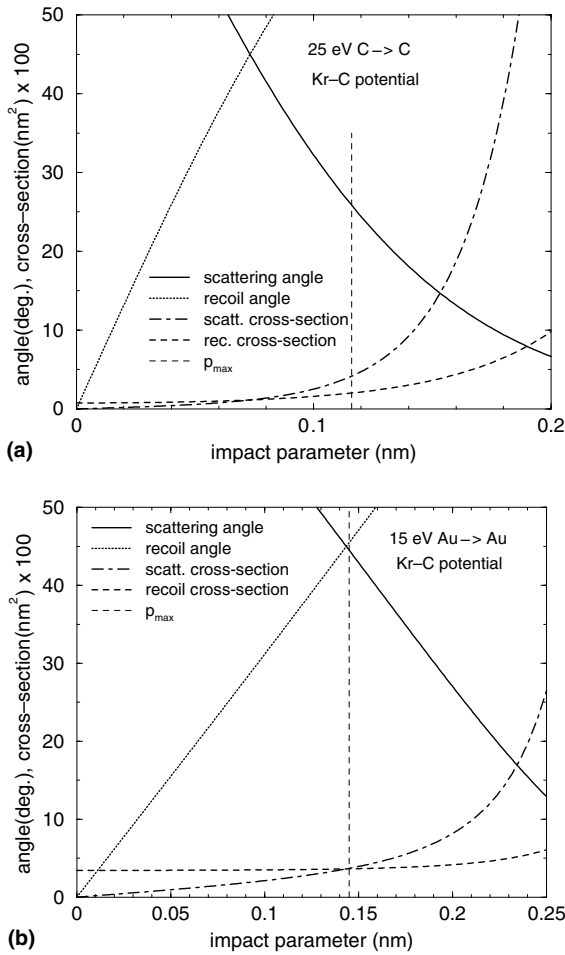 50
40
30
20
10
0
angle(deg.), cross–section(nm²) x 100
25 eV C–> C
Kr–C potential
scattering angle
recoil angle
scatt. cross-section
rec. cross-section
p_max
0
0.1
0.2
impact parameter (nm)
(a)
50
40
30
20
10
0
angle(deg.), cross–section(nm²) x 100
scattering angle
recoil angle
scatt. cross-section
recoil cross-section
p_max
15 eV Au–> Au
Kr–C potential
0
0.05
0.1
0.15
0.2
0.25
impact parameter (nm)
(b)